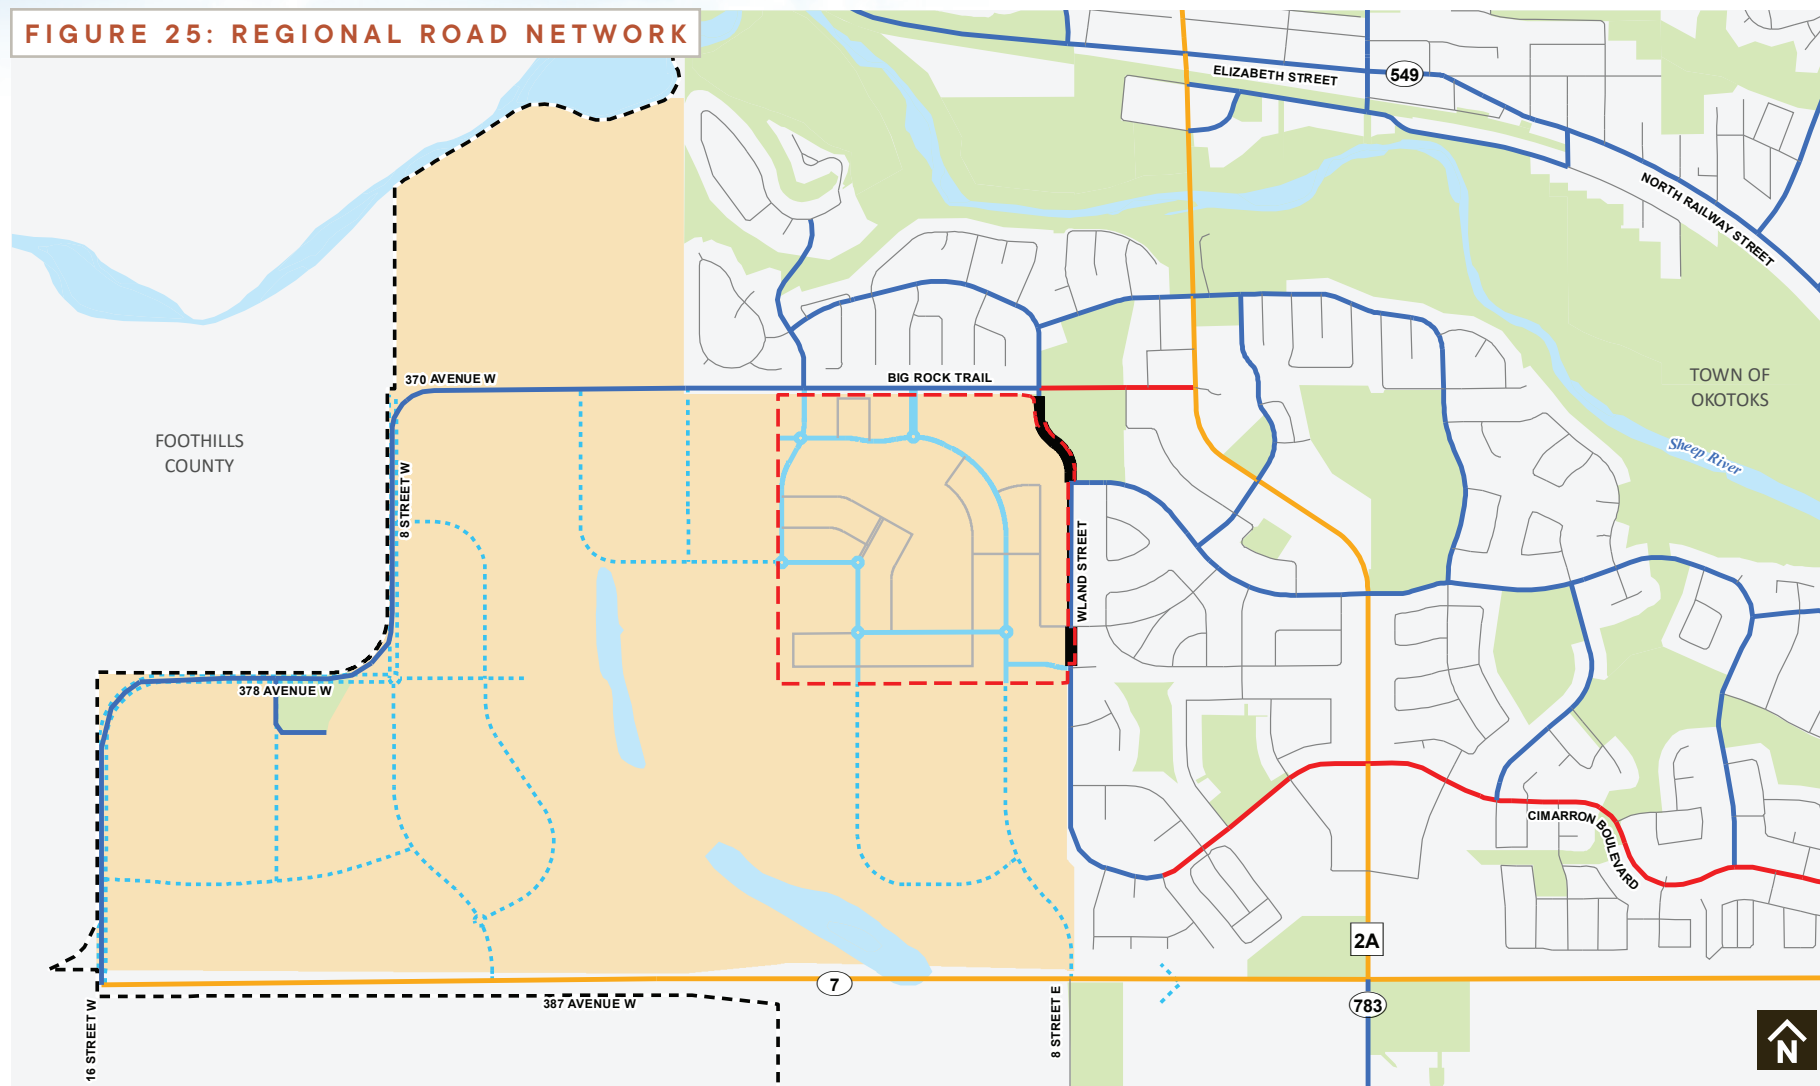 FIGURE 25: REGIONAL ROAD NETWORK
ELIZABETH STREET
549
NORTH RAILWAY STREET
370 AVENUE W
BIG ROCK TRAIL
TOWN OF
OKOTOKS
FOOTHILLS
COUNTY
Sheep River
8 STREET W
WLAND STREET
378 AVENUE W
CIMARRON BOULEVARD
2A
7
387 AVENUE W
783
16 STREET W
8 STREET E
N